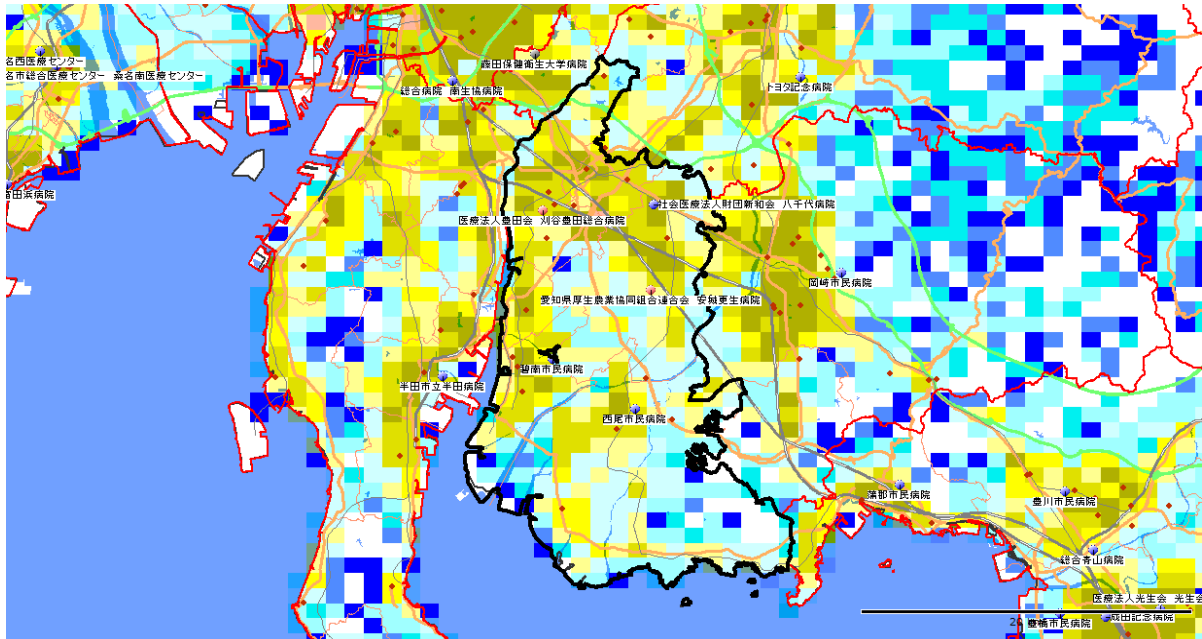 藤田保健衛生大学病院
名西医療センター
名市総合医療センター 桑名南医療センター
総合病院 南生協病院
トヨタ記念病院
富田浜病院
社会医療法人財団新和会 八千代病院
医療法人豊田会 刈谷豊田総合病院
岡崎市民病院
愛知県厚生農業協同組合連合会 安城更生病院
碧南市民病院
半田市立半田病院
西尾市民病院
蒲郡市民病院
豊川市民病院
総合青山病院
医療法人光生会 光生会
豊橋市民病院
成田記念病院